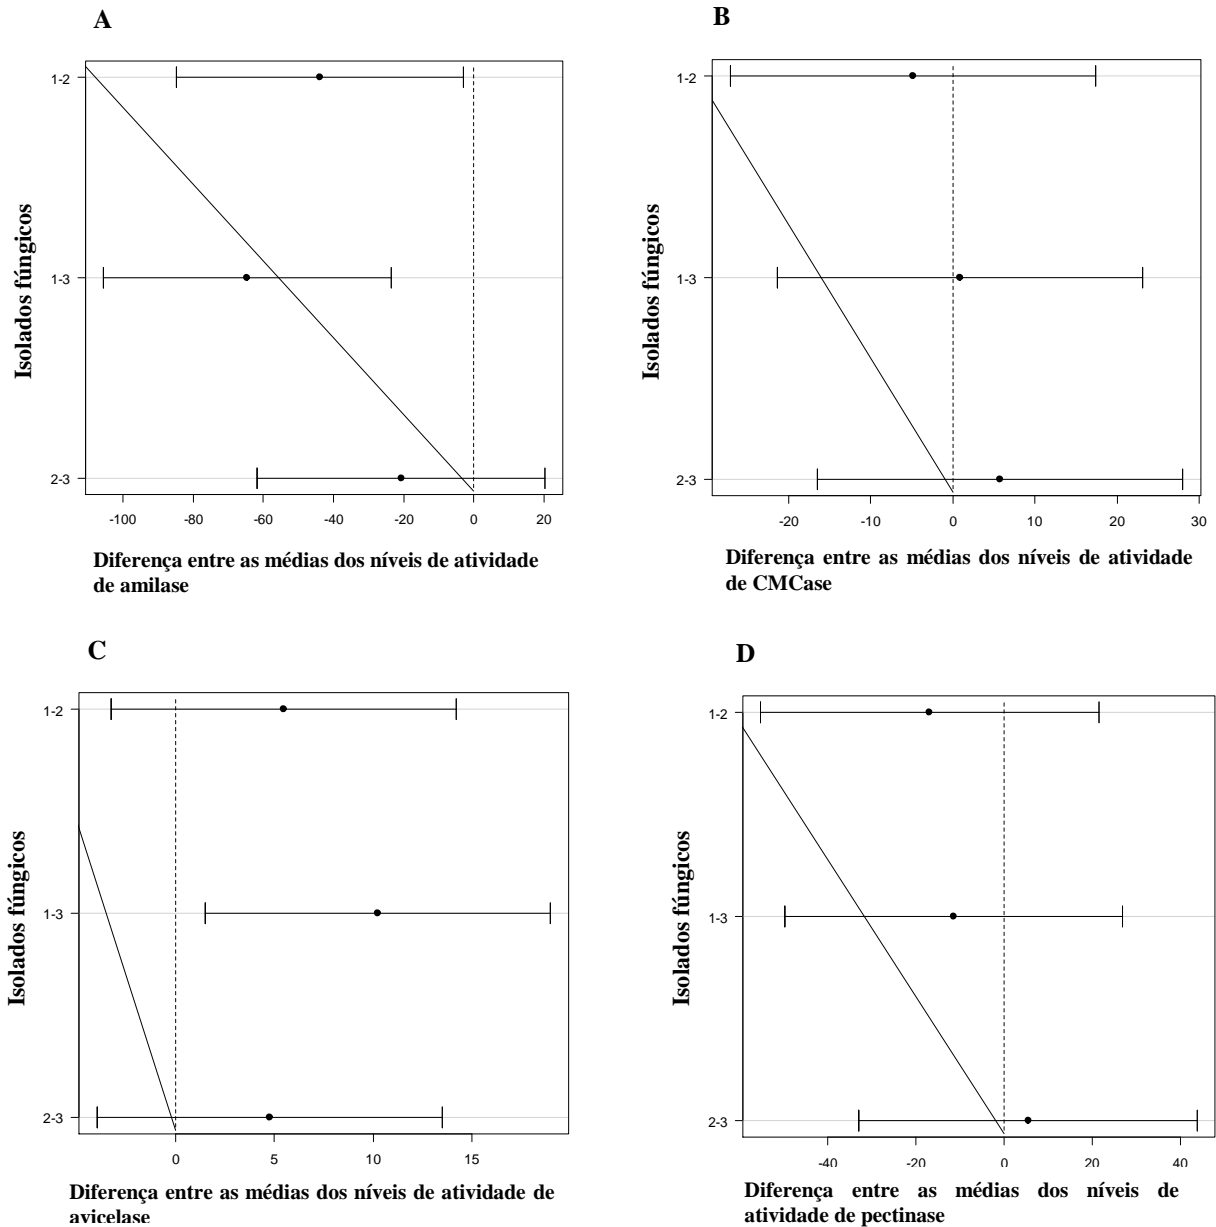 A
1-2
1-3
2-3
Isolados fúngicos
-100 -80 -60 -40 -20 0 20
Diferença entre as médias dos níveis de atividade
de amilase
B
1-2
1-3
2-3
Isolados fúngicos
-20 -10 0 10 20 30
Diferença entre as médias dos níveis de atividade
de CMCase
C
1-2
1-3
2-3
Isolados fúngicos
0 5 10 15
Diferença entre as médias dos níveis de atividade de
avicelase
D
1-2
1-3
2-3
Isolados fúngicos
-40 -20 0 20 40
Diferença entre as médias dos níveis de
atividade de pectinase